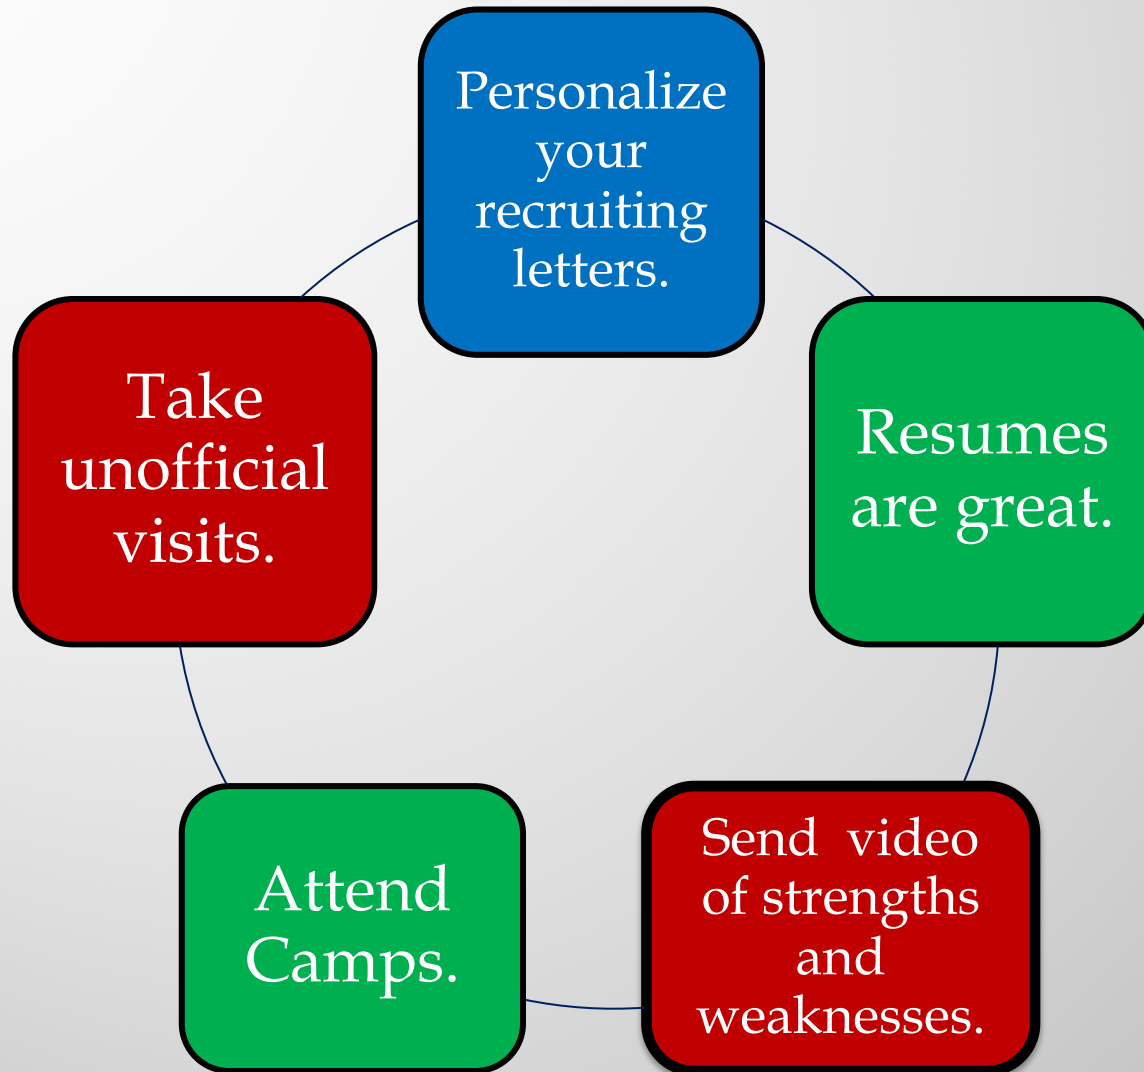 Personalize
your
recruiting
letters.
Take
unofficial
visits.
Resumes
are great.
Attend
Camps.
Send  video
of strengths
and
weaknesses.